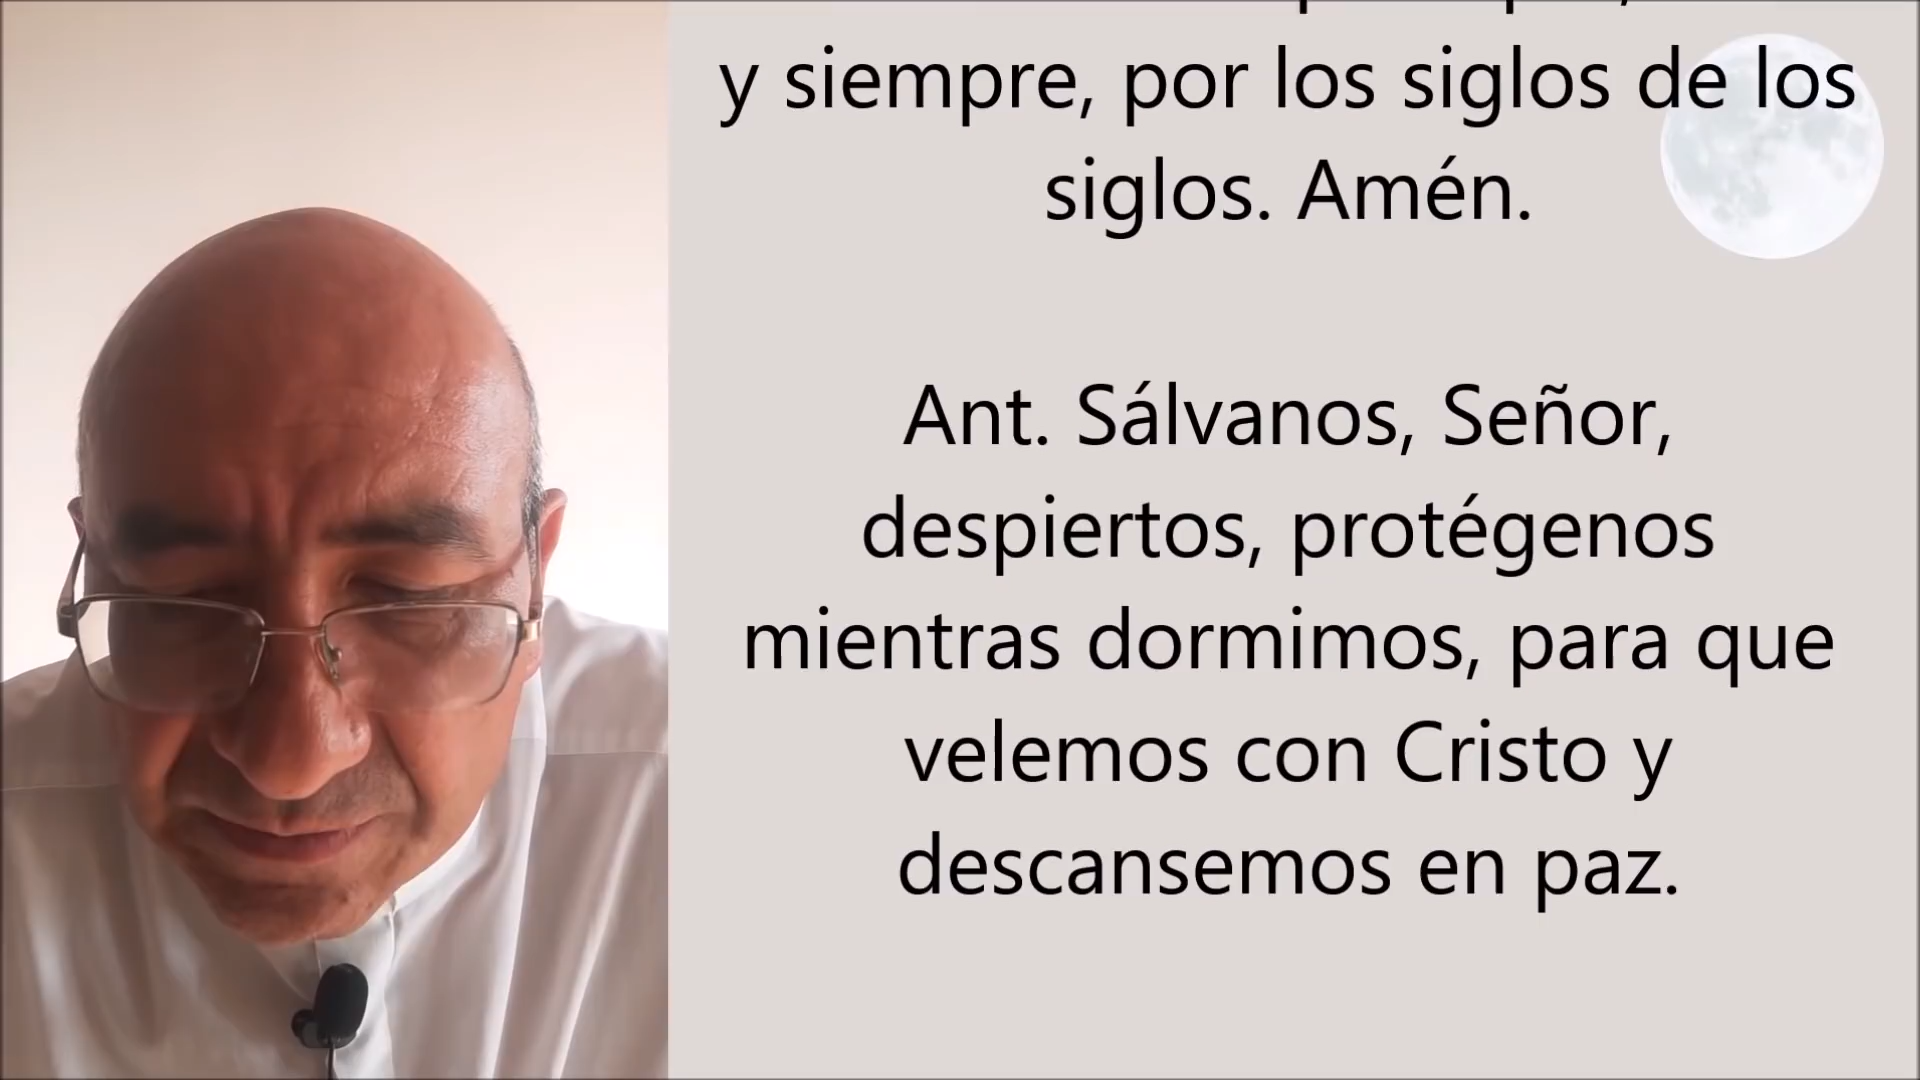 y siempre, por los siglos de los
siglos. Amén.
Ant. Sálvanos, Señor,
despiertos, protégenos
mientras dormimos, para que
velemos con Cristo y
descansemos en paz.